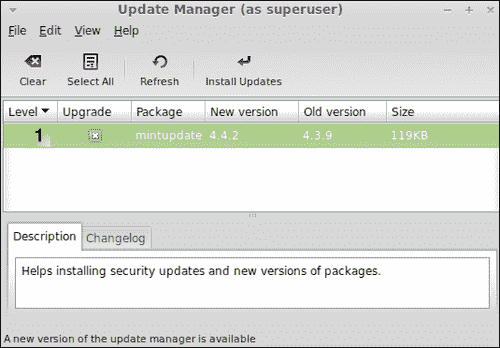 Update Manager (as superuser)
File Edit View Help
Clear Select All Refresh Install Updates
Level Upgrade Package New version Old version Size
1 mintupdate 4.4.2 4.3.9 119KB
Description Changelog
Helps installing security updates and new versions of packages.
A new version of the update manager is available